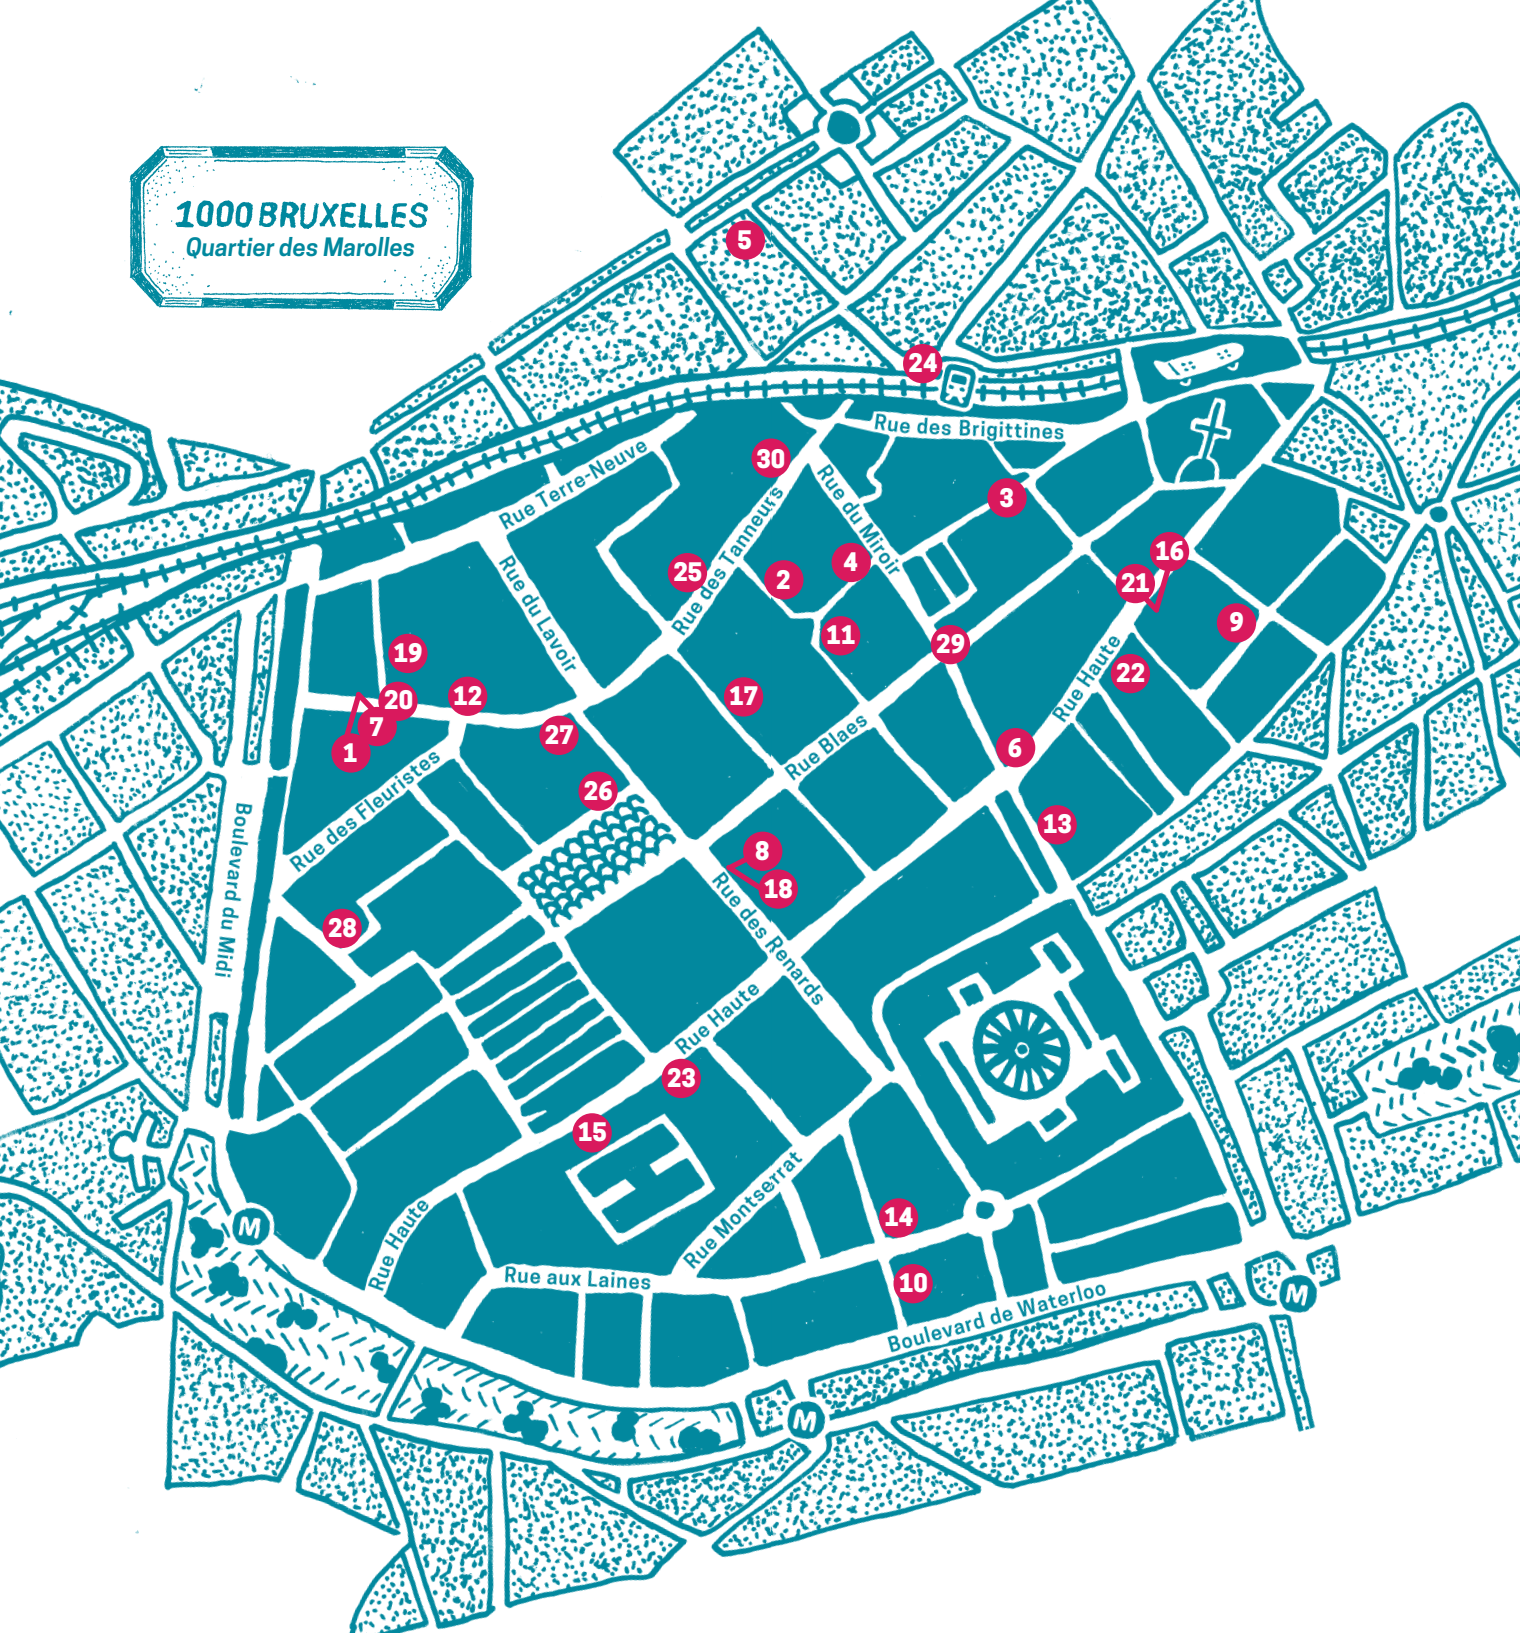 1000 BRUXELLES
Quartier des Marolles
5
24
Rue des Brigittines
30
Rue Terre-Neuve
Rue du Miroir
3
Rue des Tanneurs
16
4
25
2
21
Rue du Lavoir
9
11
29
19
22
Rue Haute
12
20
17
7
27
6
1
Rue Blaes
26
Rue des Fleuristes
13
8
18
Boulevard du Midi
28
Rue des Renards
Rue Haute
23
15
Rue Montserrat
14
M
Rue Haute
Rue aux Laines
10
M
Boulevard de Waterloo
M